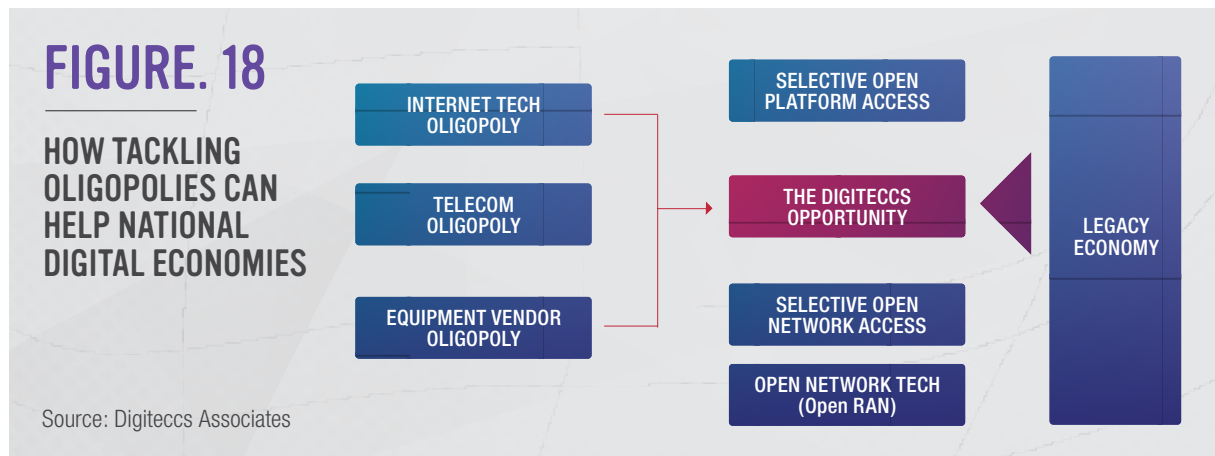 FIGURE. 18
HOW TACKLING
OLIGOPOLIES CAN
HELP NATIONAL
DIGITAL ECONOMIES
Source: Digiteccs Associates
INTERNET TECH
OLIGOPOLY
TELECOM
OLIGOPOLY
EQUIPMENT VENDOR
OLIGOPOLY
SELECTIVE OPEN
PLATFORM ACCESS
THE DIGITECCS
OPPORTUNITY
SELECTIVE OPEN
NETWORK ACCESS
OPEN NETWORK TECH
(Open RAN)
LEGACY
ECONOMY